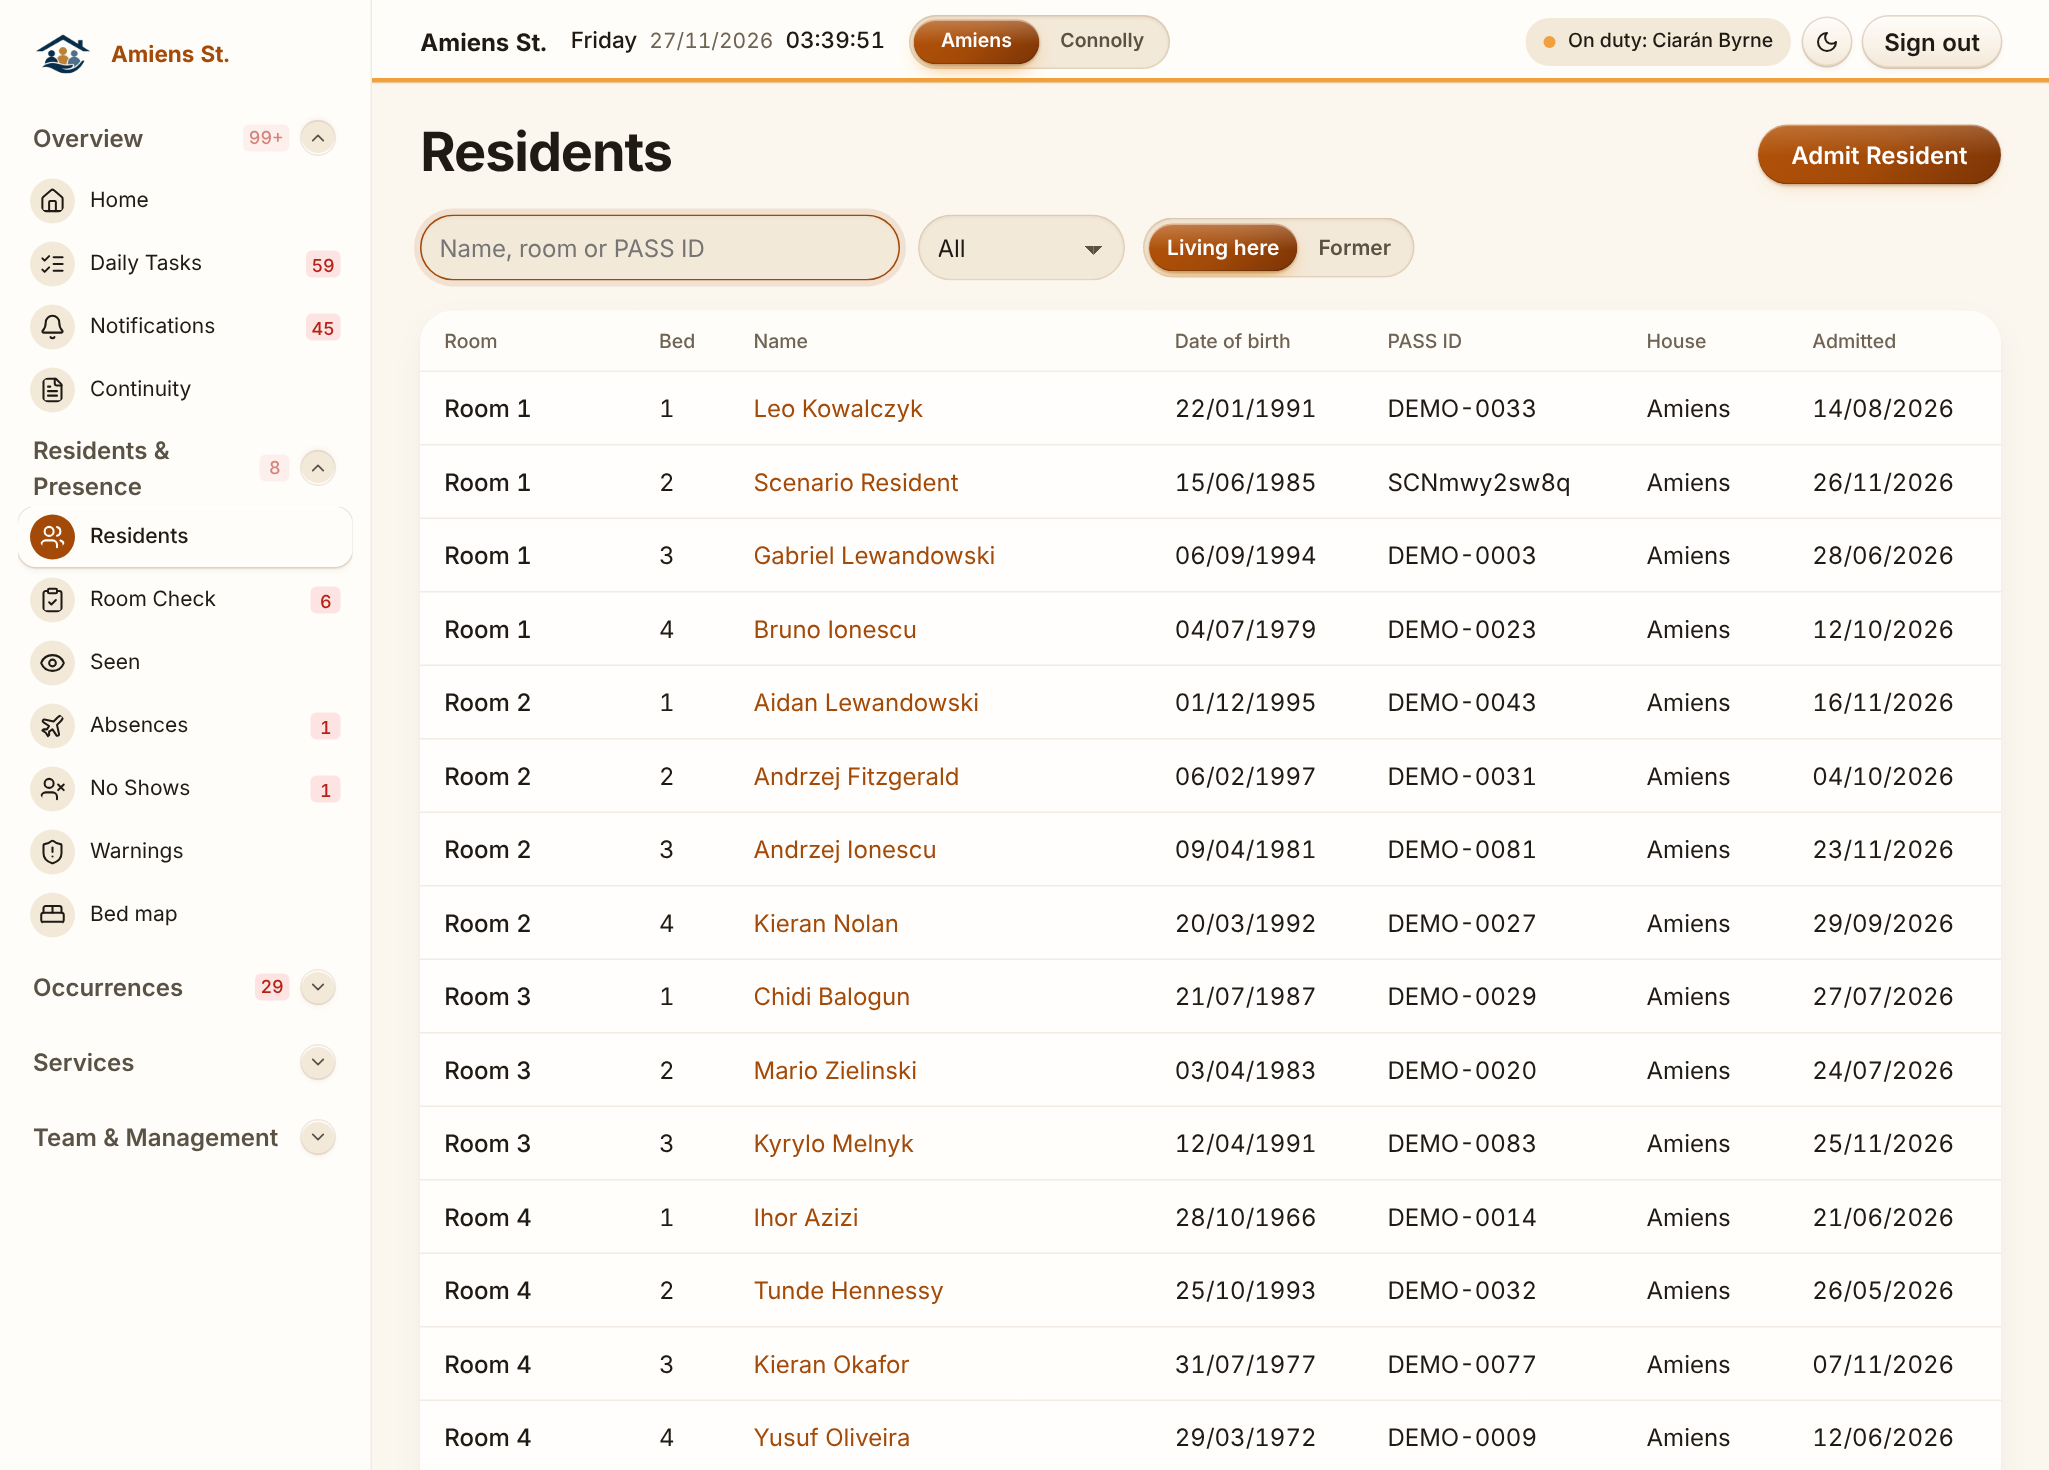 Amiens St.
Overview 99+
Home
Daily Tasks 59
Notifications 45
Continuity
Residents &
Presence 8
Residents
Room Check 6
Seen
Absences 1
No Shows 1
Warnings
Bed map
Occurrences 29
Services
Team & Management
Amiens St. Friday 27/11/2026 03:39:51 Amiens Connolly On duty: Ciarán Byrne Sign out
Residents
Admit Resident
Name, room or PASS ID All Living here Former
Room Bed Name Date of birth PASS ID House Admitted
Room 1 1 Leo Kowalczyk 22/01/1991 DEMO-0033 Amiens 14/08/2026
Room 1 2 Scenario Resident 15/06/1985 SCNmwy2sw8q Amiens 26/11/2026
Room 1 3 Gabriel Lewandowski 06/09/1994 DEMO-0003 Amiens 28/06/2026
Room 1 4 Bruno Ionescu 04/07/1979 DEMO-0023 Amiens 12/10/2026
Room 2 1 Aidan Lewandowski 01/12/1995 DEMO-0043 Amiens 16/11/2026
Room 2 2 Andrzej Fitzgerald 06/02/1997 DEMO-0031 Amiens 04/10/2026
Room 2 3 Andrzej Ionescu 09/04/1981 DEMO-0081 Amiens 23/11/2026
Room 2 4 Kieran Nolan 20/03/1992 DEMO-0027 Amiens 29/09/2026
Room 3 1 Chidi Balogun 21/07/1987 DEMO-0029 Amiens 27/07/2026
Room 3 2 Mario Zielinski 03/04/1983 DEMO-0020 Amiens 24/07/2026
Room 3 3 Kyrylo Melnyk 12/04/1991 DEMO-0083 Amiens 25/11/2026
Room 4 1 Ihor Azizi 28/10/1966 DEMO-0014 Amiens 21/06/2026
Room 4 2 Tunde Hennessy 25/10/1993 DEMO-0032 Amiens 26/05/2026
Room 4 3 Kieran Okafor 31/07/1977 DEMO-0077 Amiens 07/11/2026
Room 4 4 Yusuf Oliveira 29/03/1972 DEMO-0009 Amiens 12/06/2026